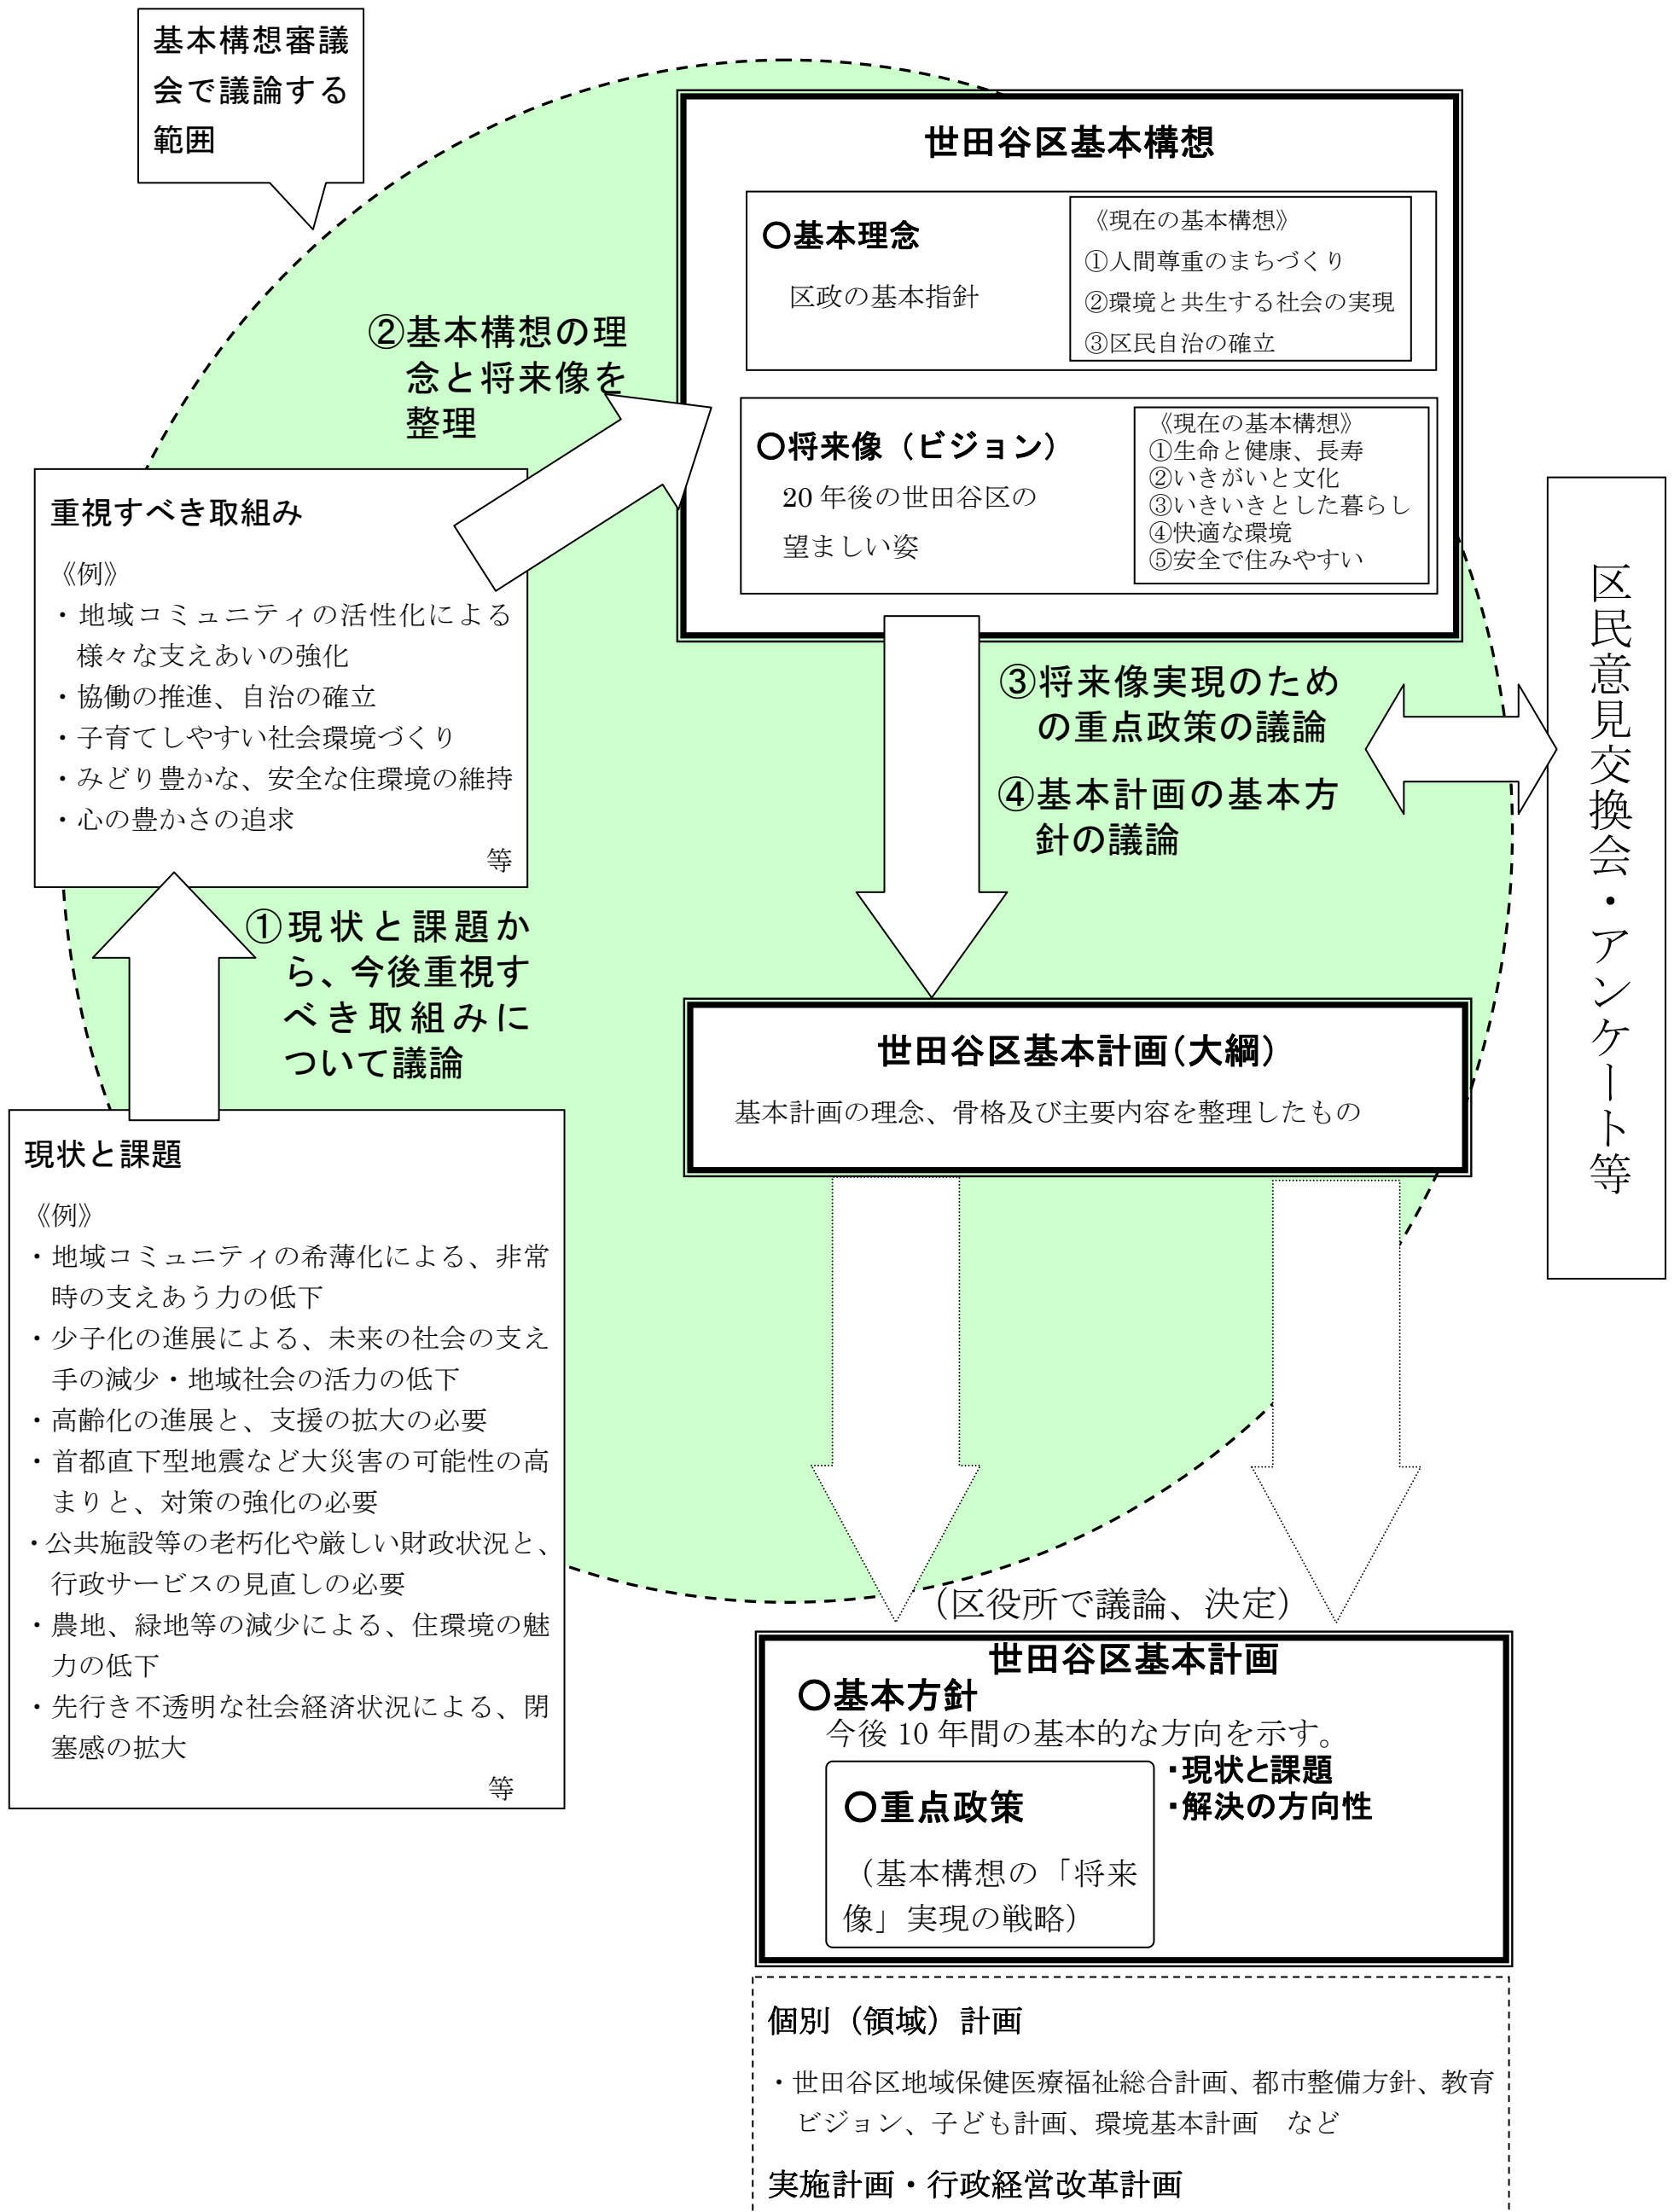 基本構想審議
会で議論する
範囲
世田谷区基本構想
〇基本理念
区政の基本指針
《現在の基本構想》
①人間尊重のまちづくり
②環境と共生する社会の実現
③区民自治の確立
〇将来像（ビジョン）
20 年後の世田谷区の
望ましい姿
《現在の基本構想》
①生命と健康、長寿
②いきがいと文化
③いきいきとした暮らし
④快適な環境
⑤安全で住みやすい
②基本構想の理
念と将来像を
整理
重視すべき取組み
《例》
・地域コミュニティの活性化による
様々な支えあいの強化
・協働の推進、自治の確立
・子育てしやすい社会環境づくり
・みどり豊かな、安全な住環境の維持
・心の豊かさの追求
等
③将来像実現のため
の重点政策の議論
④基本計画の基本方
針の議論
区民意見交換会・アンケート等
①現状と課題か
ら、今後重視す
べき取組みに
ついて議論
世田谷区基本計画（大綱）
基本計画の理念、骨格及び主要内容を整理したもの
現状と課題
《例》
・地域コミュニティの希薄化による、非常
時の支えあう力の低下
・少子化の進展による、未来の社会の支え
手の減少・地域社会の活力の低下
・高齢化の進展と、支援の拡大の必要
・首都直下型地震など大災害の可能性の高
まりと、対策の強化の必要
・公共施設等の老朽化や厳しい財政状況と、
行政サービスの見直しの必要
・農地、緑地等の減少による、住環境の魅
力の低下
・先行き不透明な社会経済状況による、閉
塞感の拡大
等
（区役所で議論、決定）
世田谷区基本計画
〇基本方針
今後 10 年間の基本的な方向を示す。
〇重点政策
（基本構想の「将来
像」実現の戦略）
・現状と課題
・解決の方向性
個別（領域）計画
・世田谷区地域保健医療福祉総合計画、都市整備方針、教育
ビジョン、子ども計画、環境基本計画　など
実施計画・行政経営改革計画